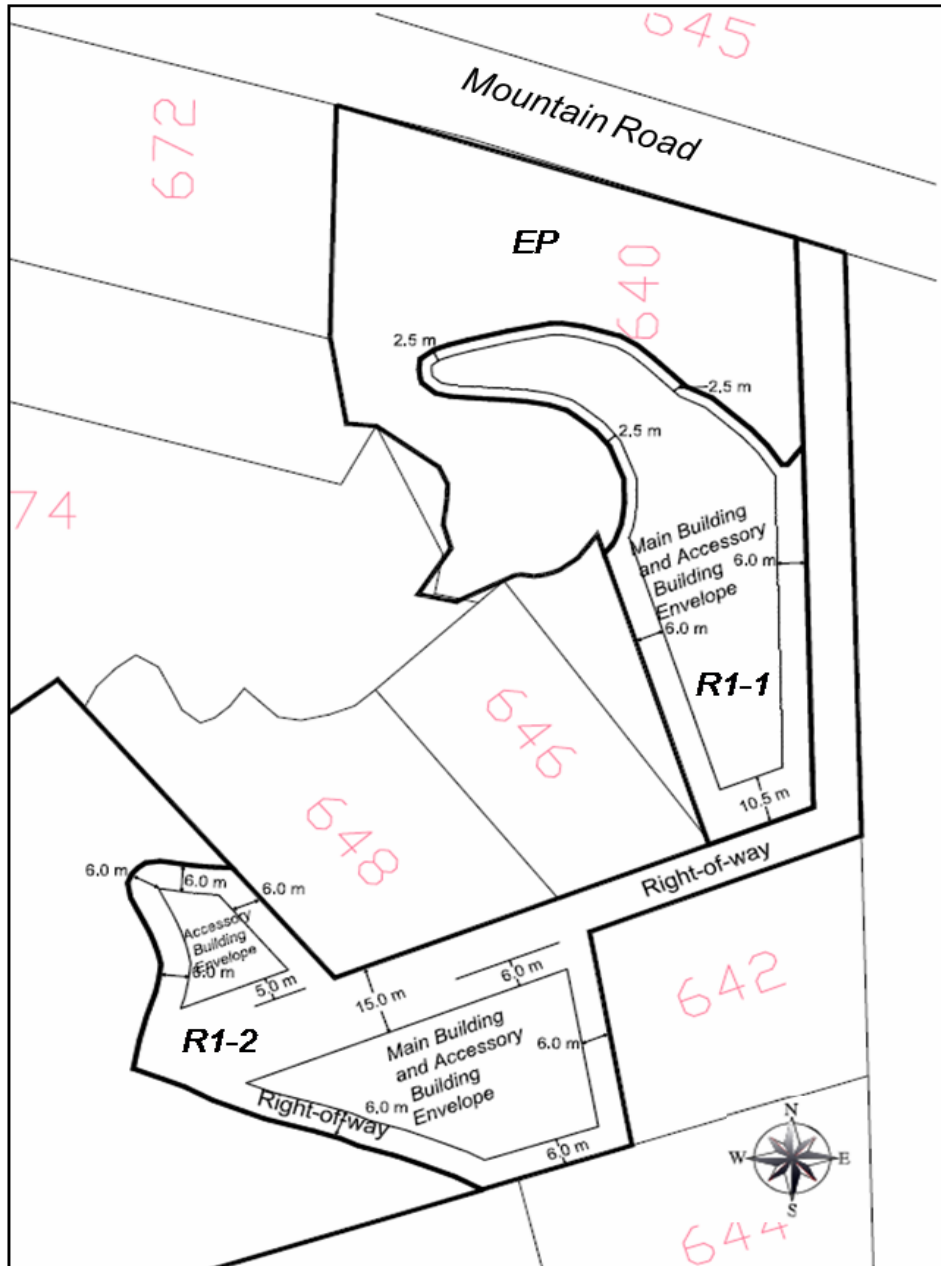 645
Mountain Road
672
EP
640
2.5 m
2.5 m
2.5 m
74
Main Building
and Accessory
Building
Envelope
6.0 m
6.0 m
R1-1
646
10.5 m
648
Right-of-way
6.0 m
6.0 m
6.0 m
Accessory
Building
Envelope
6.0 m
5.0 m
15.0 m
6.0 m
642
R1-2
Main Building
and Accessory
Building
Envelope
6.0 m
6.0 m
Right-of-way
6.0 m
N
W
E
S
644